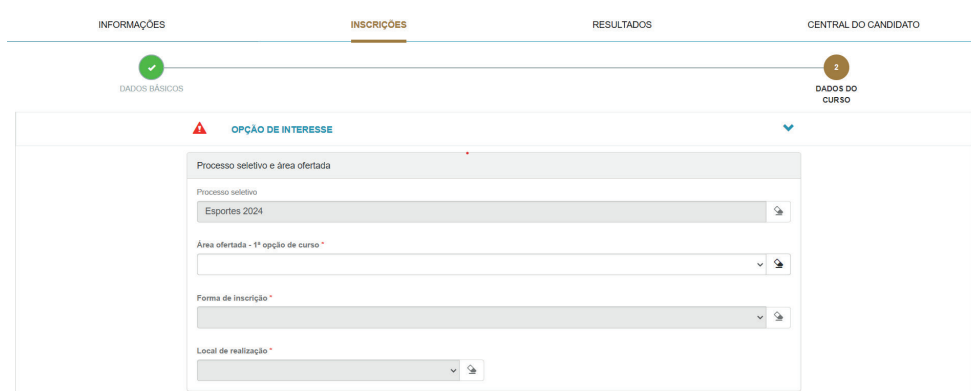 INFORMAÇÕES INSCRIÇÕES RESULTADOS CENTRAL DO CANDIDATO
2
DADOS BÁSICOS DADOS DO
CURSO
OPÇÃO DE INTERESSE
Processo seletivo e área ofertada
Processo seletivo
Esportes 2024
Área ofertada - 1ª opção de curso *
Forma de inscrição *
Local de realização *